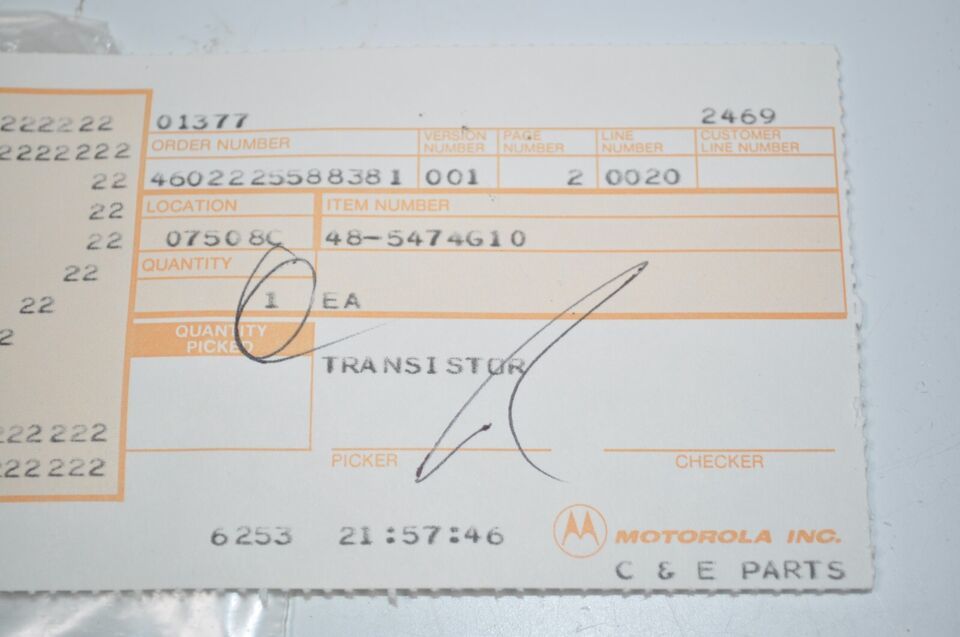 222222 01377 2469
2222222 ORDER NUMBER VERSION NUMBER PAGE NUMBER LINE NUMBER CUSTOMER LINE NUMBER
22 4602225588381 001 2 0020
22 LOCATION ITEM NUMBER
22 07508C 48-5474G10
22 QUANTITY
22 1 EA
2 QUANTITY PICKED
TRANSISTOR
222222
222222 PICKER CHECKER
6253 21:57:46 MOTOROLA INC.
C & E PARTS